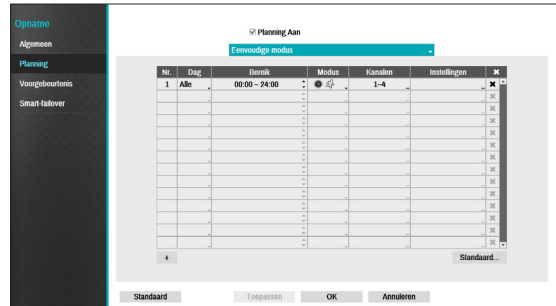 Opname
Algemeen
Planning
Voorgebeurtenis
Smart-failover
Planning Aan
Eenvoudige modus
Nr. Dag Bereik Modus Kanalen Instellingen ✖
1 Alle 00:00 – 24:00 1~4
+ Standaard...
Standaard Toepassen OK Annuleren